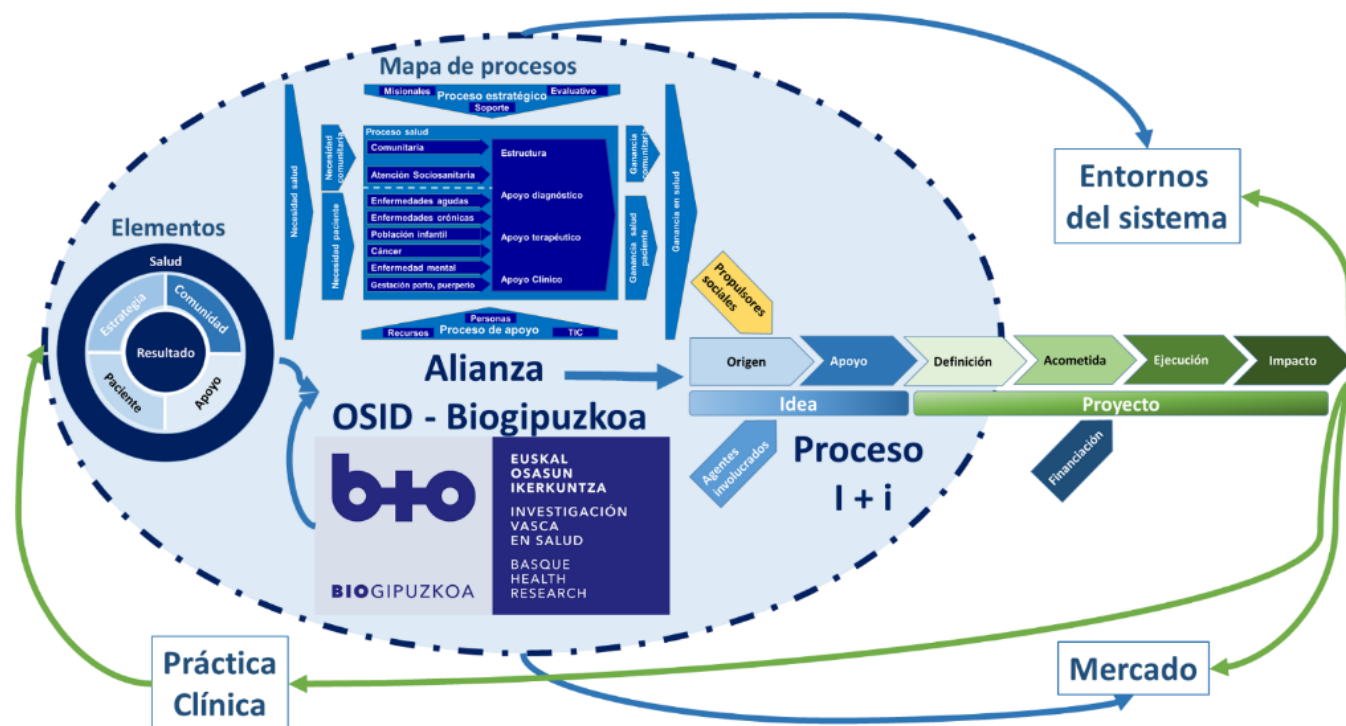 Mapa de procesos
Misionales
Proceso estratégico
Evaluativo
Soporte
Necesidad salud
Necesidad
comunitaria
Necesidad paciente
Proceso salud
Comunitaria
Atención Sociosanitaria
Enfermedades agudas
Enfermedades crónicas
Población infantil
Cáncer
Enfermedad mental
Gestación porto, puerperio
Estructura
Apoyo diagnóstico
Apoyo terapéutico
Apoyo Clínico
Ganancia
comunitaria
Ganancia salud
paciente
Ganancia en salud
Personas
Recursos
Proceso de apoyo
TIC
Elementos
Salud
Estrategia
Comunidad
Resultado
Paciente
Apoyo
Alianza
OSID - Biogipuzkoa
bio
BIOGIPUZKOA
EUSKAL
OSASUN
IKERKUNTZA
INVESTIGACIÓN
VASCA
EN SALUD
BASQUE
HEALTH
RESEARCH
Propulsores
sociales
Origen
Apoyo
Definición
Acometida
Ejecución
Impacto
Idea
Proyecto
Agentes
involucrados
Financiación
Proceso
I + i
Entornos
del sistema
Mercado
Práctica
Clínica